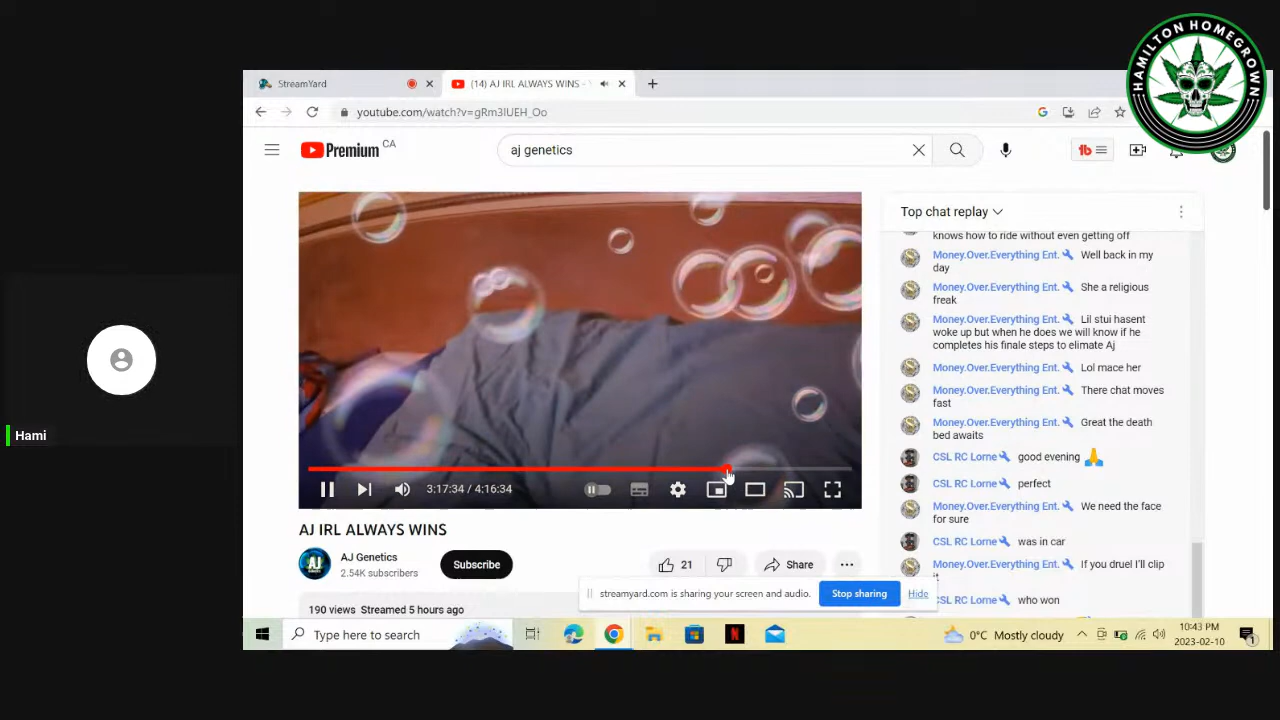 HAMILTON HOMEGROWN
StreamYard
(14) AJ IRL ALWAYS WINS -
youtube.com/watch?v=gRm3lUEH_Oo
Premium CA
aj genetics
Top chat replay
knows how to ride without even getting off
Money.Over.Everything Ent. Well back in my
day
Money.Over.Everything Ent. She a religious
freak
Money.Over.Everything Ent. Lil stui hasent
woke up but when he does we will know if he
completes his finale steps to elimate Aj
Money.Over.Everything Ent. Lol mace her
Money.Over.Everything Ent. There chat moves
fast
Money.Over.Everything Ent. Great the death
bed awaits
CSL RC Lorne good evening 🙏
CSL RC Lorne perfect
Money.Over.Everything Ent. We need the face
for sure
CSL RC Lorne was in car
Money.Over.Everything Ent. If you druel I'll clip
CSL RC Lorne who won
Hami
3:17:34 / 4:16:34
AJ IRL ALWAYS WINS
AJ Genetics
2.54K subscribers
Subscribe
21
Share
streamyard.com is sharing your screen and audio.
Stop sharing
Hide
190 views Streamed 5 hours ago
Type here to search
0°C Mostly cloudy
10:43 PM
2023-02-10
1